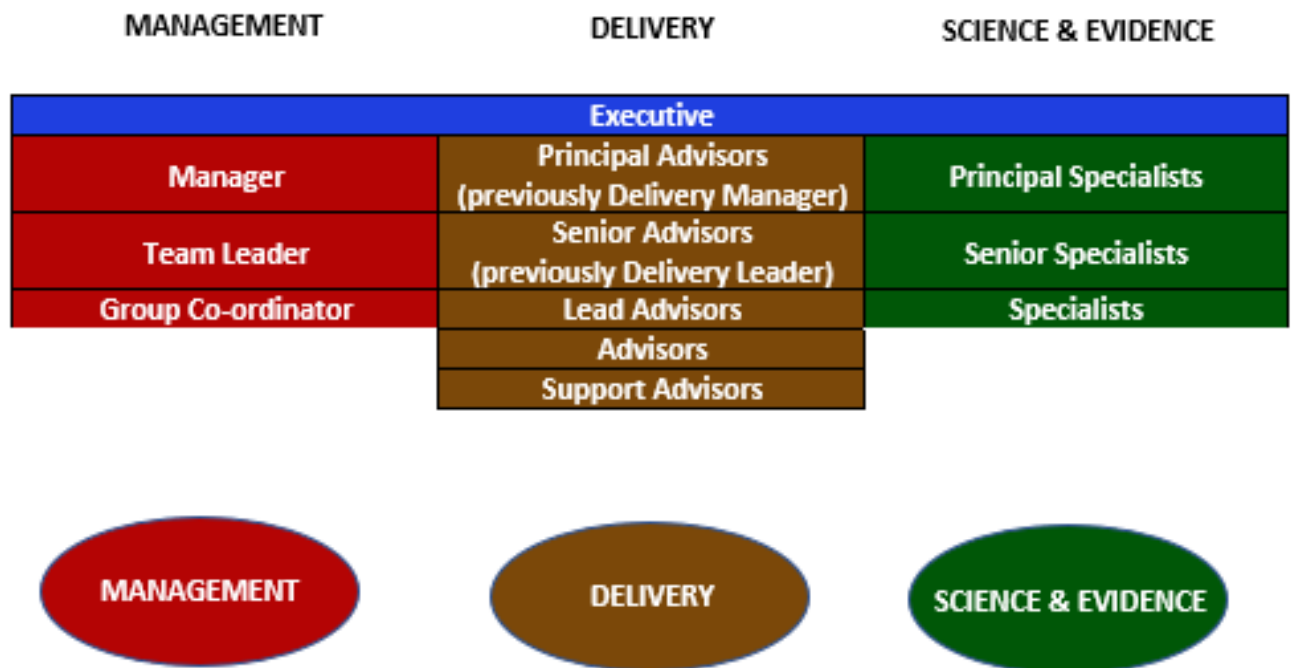 MANAGEMENT
DELIVERY
SCIENCE & EVIDENCE
Executive
Manager
Principal Advisors
(previously Delivery Manager)
Principal Specialists
Team Leader
Senior Advisors
(previously Delivery Leader)
Senior Specialists
Group Co-ordinator
Lead Advisors
Specialists
Advisors
Support Advisors
MANAGEMENT
DELIVERY
SCIENCE & EVIDENCE